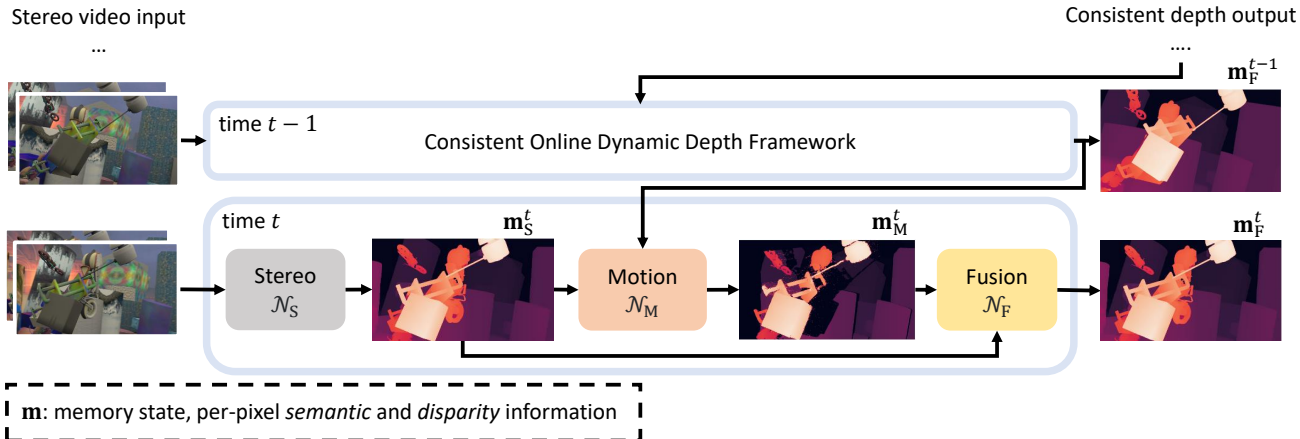 Stereo video input
...
Consistent depth output
....
𝐦_F^{t−1}
time t − 1
Consistent Online Dynamic Depth Framework
time t
𝐦_S^t
𝐦_M^t
𝐦_F^t
Stereo
𝒩_S
Motion
𝒩_M
Fusion
𝒩_F
𝐦: memory state, per-pixel semantic and disparity information